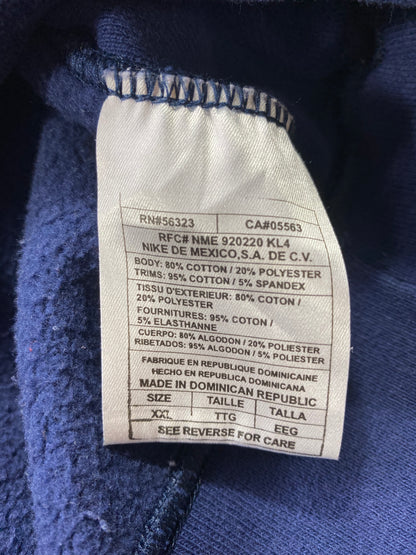 RN#56323 CA#05563
RFC# NME 920220 KL4
NIKE DE MEXICO,S.A. DE C.V.
BODY: 80% COTTON / 20% POLYESTER
TRIMS: 95% COTTON / 5% SPANDEX
TISSU D'EXTERIEUR: 80% COTON /
20% POLYESTER
FOURNITURES: 95% COTON /
5% ELASTHANNE
CUERPO: 80% ALGODON / 20% POLIESTER
RIBETADOS: 95% ALGODON / 5% POLIESTER
FABRIQUE EN REPUBLIQUE DOMINICAINE
HECHO EN REPUBLICA DOMINICANA
MADE IN DOMINICAN REPUBLIC
SIZE TAILLE TALLA
XXL TTG EEG
SEE REVERSE FOR CARE